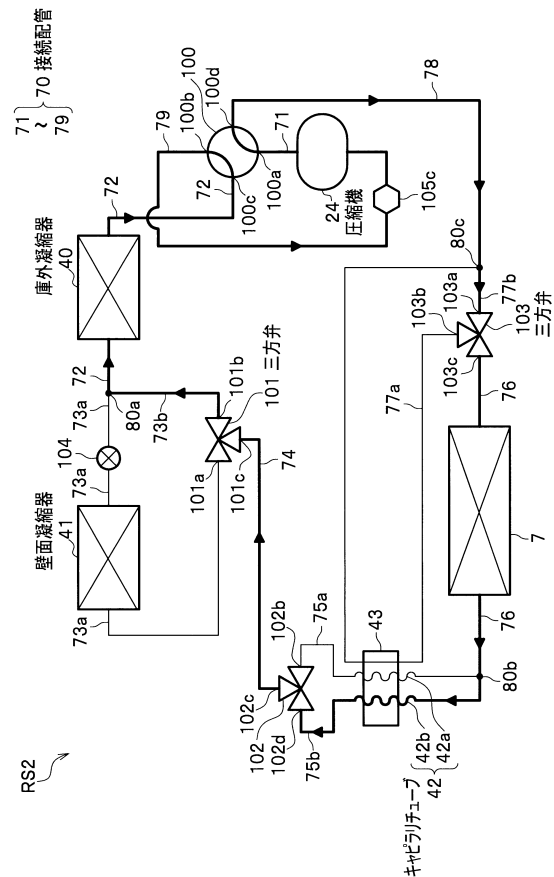 RS2
71
～
79
70 接続配管
庫外凝縮器
40
72
72
79
100b
100
100d
72
100c
100a
71
24
圧縮機
105c
78
壁面凝縮器
41
73a
73a
104
73a
80a
73b
101b
101 三方弁
101a
101c
74
80c
103b
103a
77b
103
三方弁
103c
77a
76
7
76
80b
102b
75a
102c
102
102d
75b
43
42b
42a
42
キャピラリチューブ